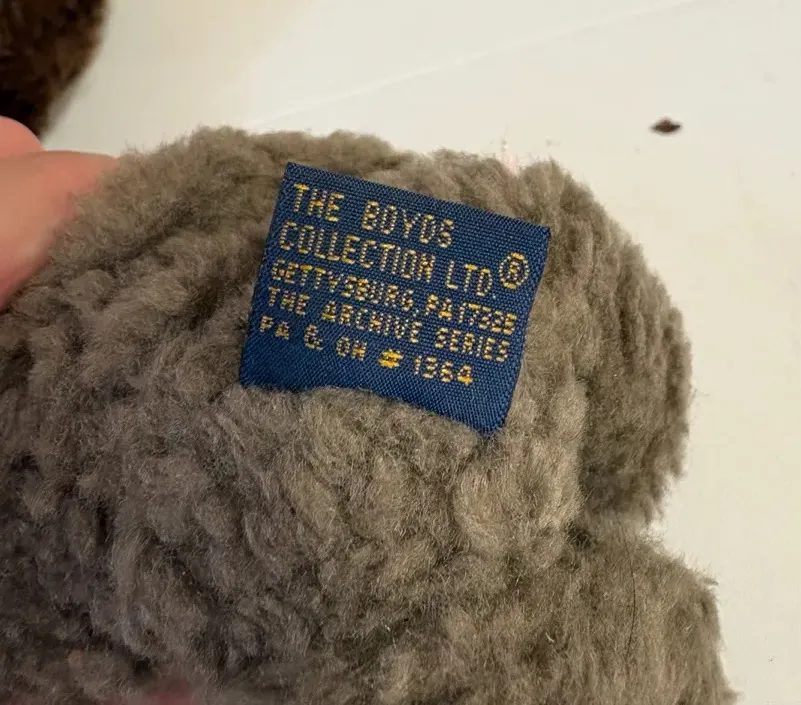 THE BOYDS
COLLECTION LTD ®
GETTYSBURG, PA 17325
THE ARCHIVE SERIES
PA & OH # 1364